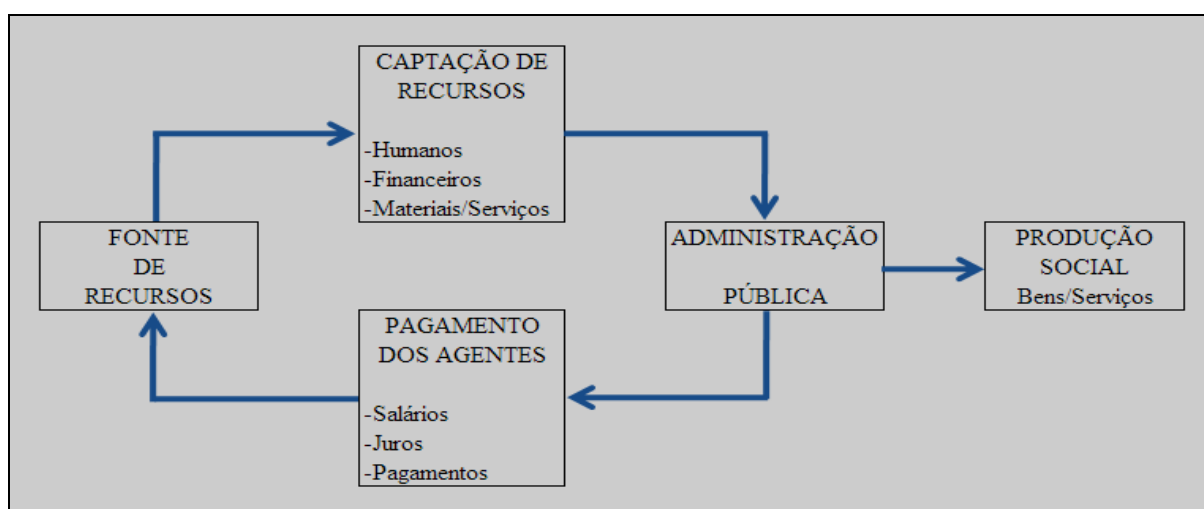 CAPTAÇÃO DE
RECURSOS
-Humanos
-Financeiros
-Materiais/Serviços
FONTE
DE
RECURSOS
ADMINISTRAÇÃO
PÚBLICA
PRODUÇÃO
SOCIAL
Bens/Serviços
PAGAMENTO
DOS AGENTES
-Salários
-Juros
-Pagamentos